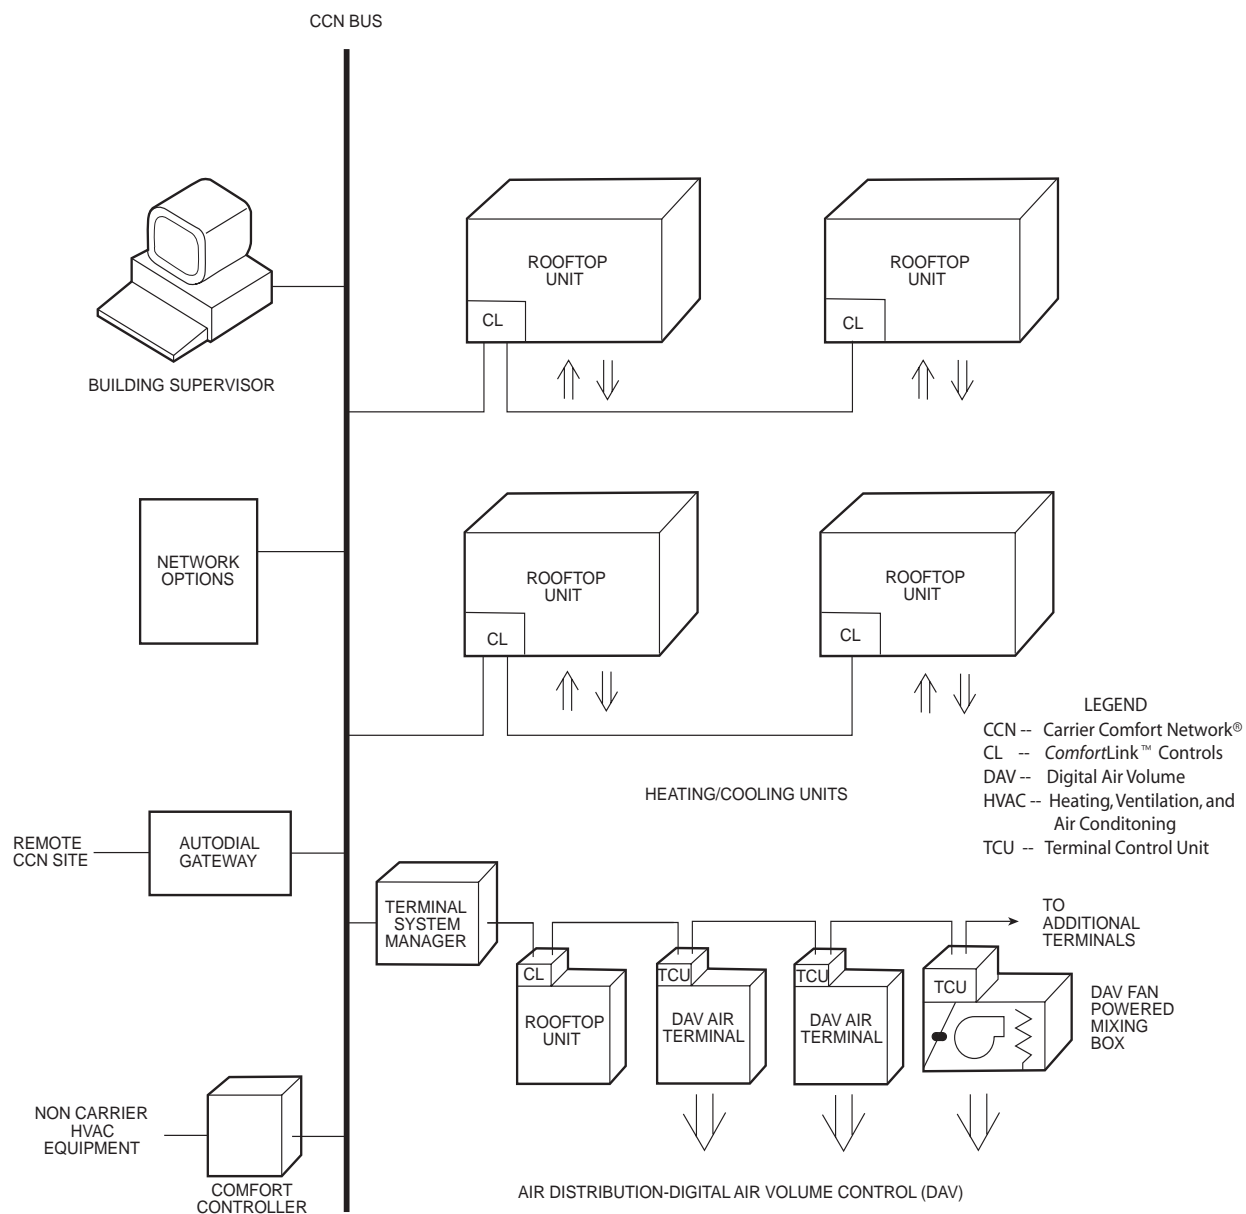 CCN BUS
ROOFTOP
UNIT
CL
ROOFTOP
UNIT
CL
BUILDING SUPERVISOR
NETWORK
OPTIONS
ROOFTOP
UNIT
CL
ROOFTOP
UNIT
CL
LEGEND
CCN -- Carrier Comfort Network®
CL -- ComfortLink™ Controls
DAV -- Digital Air Volume
HVAC -- Heating, Ventilation, and
Air Conditoning
TCU -- Terminal Control Unit
HEATING/COOLING UNITS
REMOTE
CCN SITE
AUTODIAL
GATEWAY
TERMINAL
SYSTEM
MANAGER
CL
ROOFTOP
UNIT
TCU
DAV AIR
TERMINAL
TCU
DAV AIR
TERMINAL
TCU
TO
ADDITIONAL
TERMINALS
DAV FAN
POWERED
MIXING
BOX
NON CARRIER
HVAC
EQUIPMENT
COMFORT
CONTROLLER
AIR DISTRIBUTION-DIGITAL AIR VOLUME CONTROL (DAV)